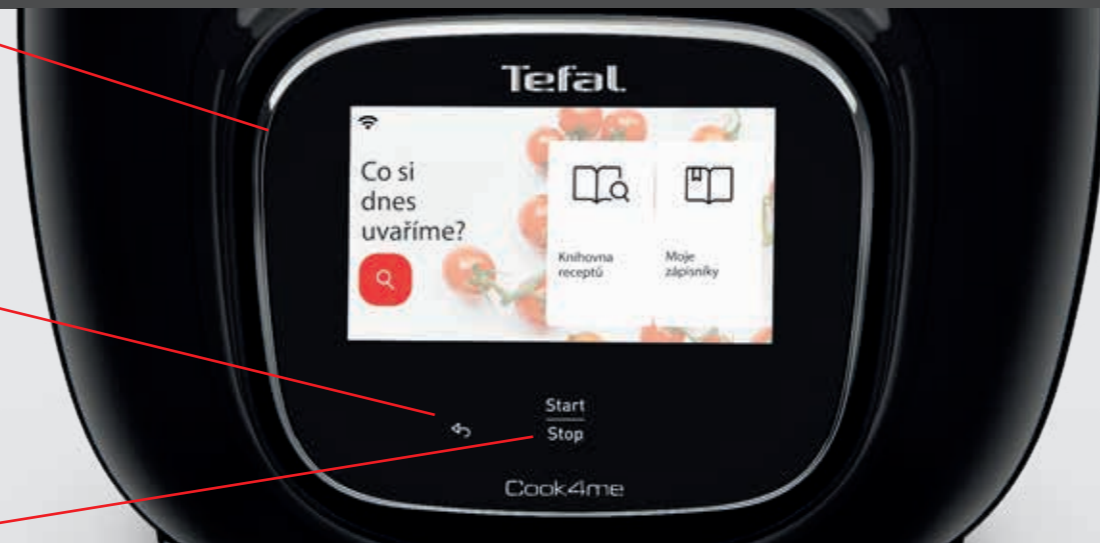 Tefal
Co si
dnes
uvaříme?
Knihovna
receptů
Moje
zápisníky
Start
Stop
Cook4me